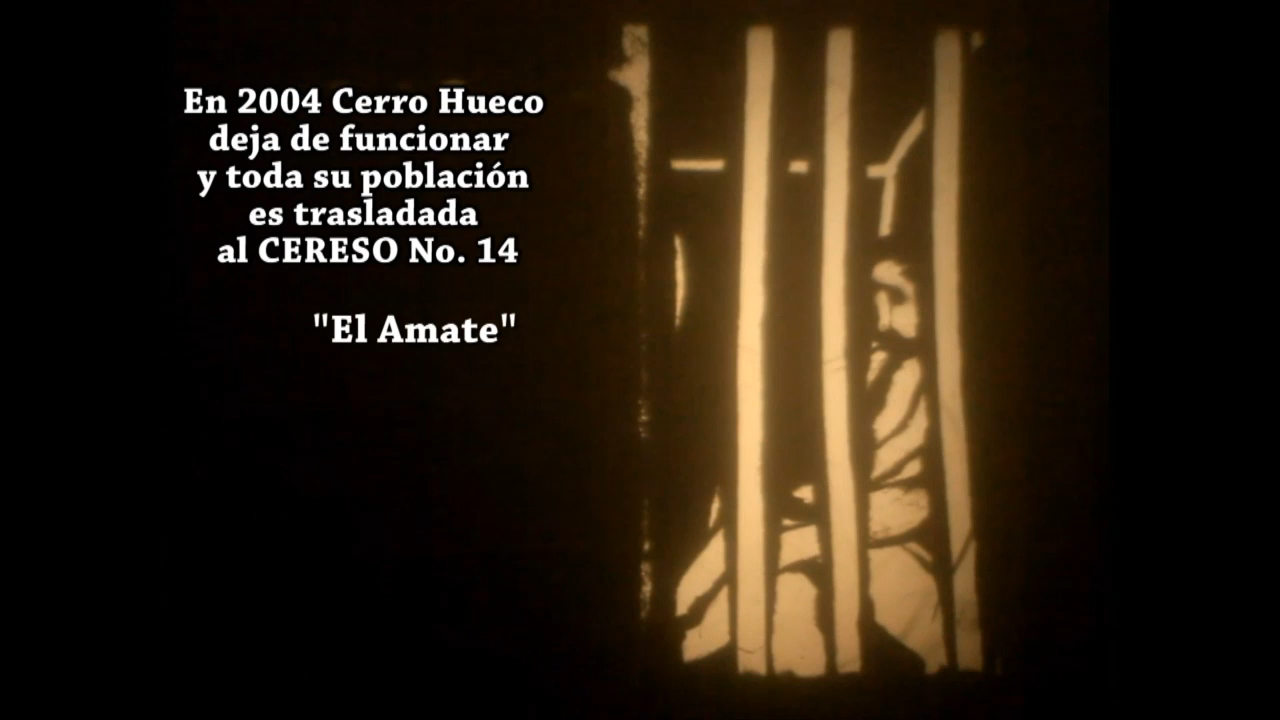 En 2004 Cerro Hueco
deja de funcionar
y toda su población
es trasladada
al CERESO No. 14
"El Amate"